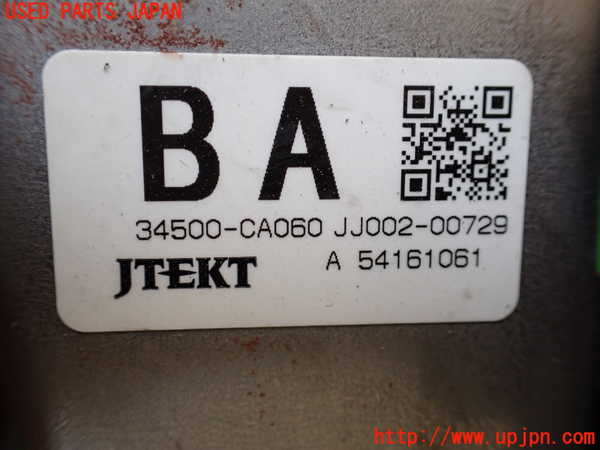 USED PARTS JAPAN
BA
34500-CA060 JJ002-00729
JTEKT A 54161061
http://www.upjpn.com/